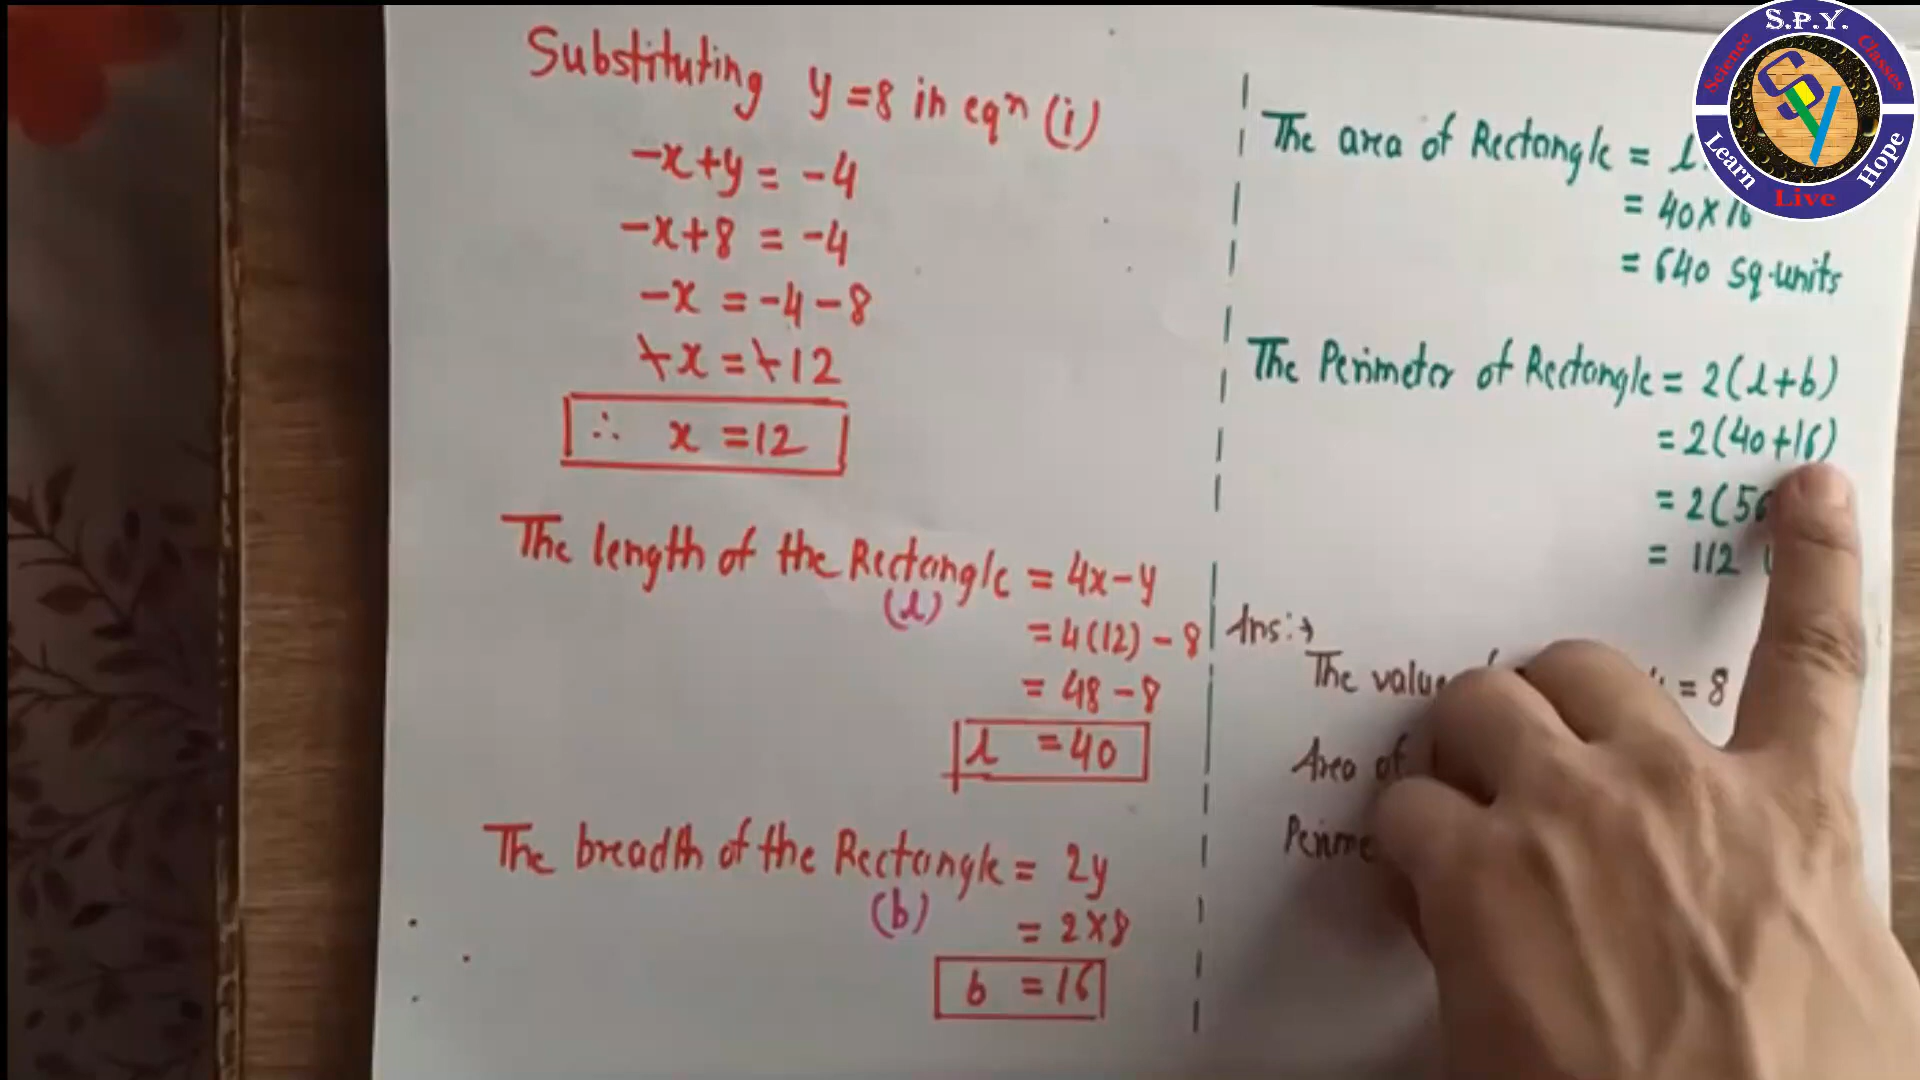 Substituting y=8 in eqn (i)
-x+y = -4
-x+8 = -4
-x = -4-8
-x = -12
∴ x =12
The length of the Rectangle = 4x-y
(l)
= 4(12) - 8
= 48 - 8
l = 40
The breadth of the Rectangle = 2y
(b)
= 2×8
b = 16
The area of Rectangle = l
= 40×16
= 640 sq.units
The Perimeter of Rectangle = 2(l+b)
= 2(40+16)
= 2(56
= 112
Ans:→
The value = 8
Area of
Perime
S.P.Y.
Science Classes
SPY
Learn Hope
Live